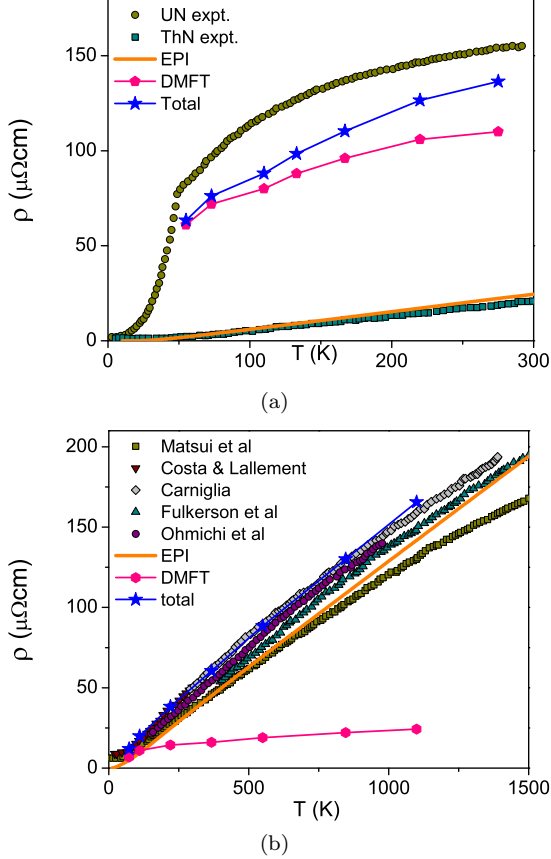 UN expt.
ThN expt.
EPI
DMFT
Total
ρ (μΩcm)
150
100
50
0
0
100
200
300
T (K)
(a)
Matsui et al
Costa & Lallement
Carniglia
Fulkerson et al
Ohmichi et al
EPI
DMFT
total
ρ (μΩcm)
200
150
100
50
0
0
500
1000
1500
T (K)
(b)